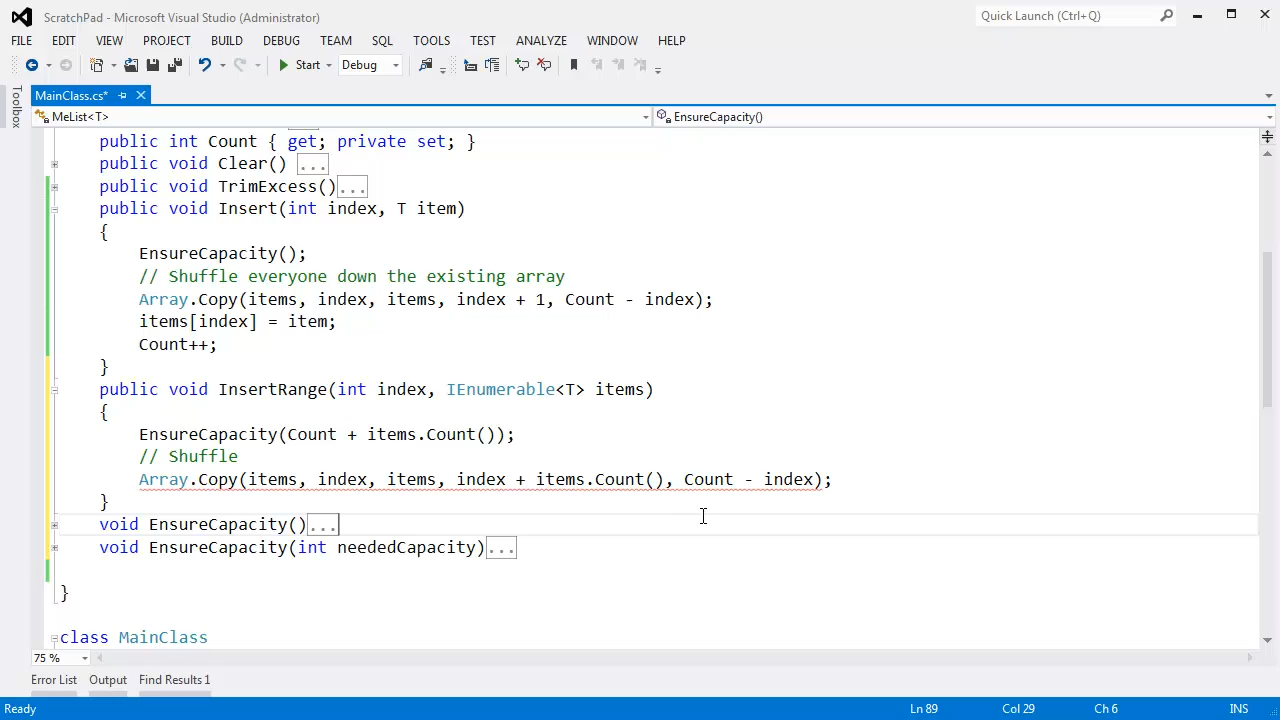 ScratchPad - Microsoft Visual Studio (Administrator)
Quick Launch (Ctrl+Q)
FILE EDIT VIEW PROJECT BUILD DEBUG TEAM SQL TOOLS TEST ANALYZE WINDOW HELP
Start Debug
Toolbox
MainClass.cs*
MeList<T> EnsureCapacity()
public int Count { get; private set; }
public void Clear() ...
public void TrimExcess()...
public void Insert(int index, T item)
{
EnsureCapacity();
// Shuffle everyone down the existing array
Array.Copy(items, index, items, index + 1, Count - index);
items[index] = item;
Count++;
}
public void InsertRange(int index, IEnumerable<T> items)
{
EnsureCapacity(Count + items.Count());
// Shuffle
Array.Copy(items, index, items, index + items.Count(), Count - index);
}
void EnsureCapacity()...
void EnsureCapacity(int neededCapacity)...
}
class MainClass
75 %
Error List Output Find Results 1
Ready Ln 89 Col 29 Ch 6 INS